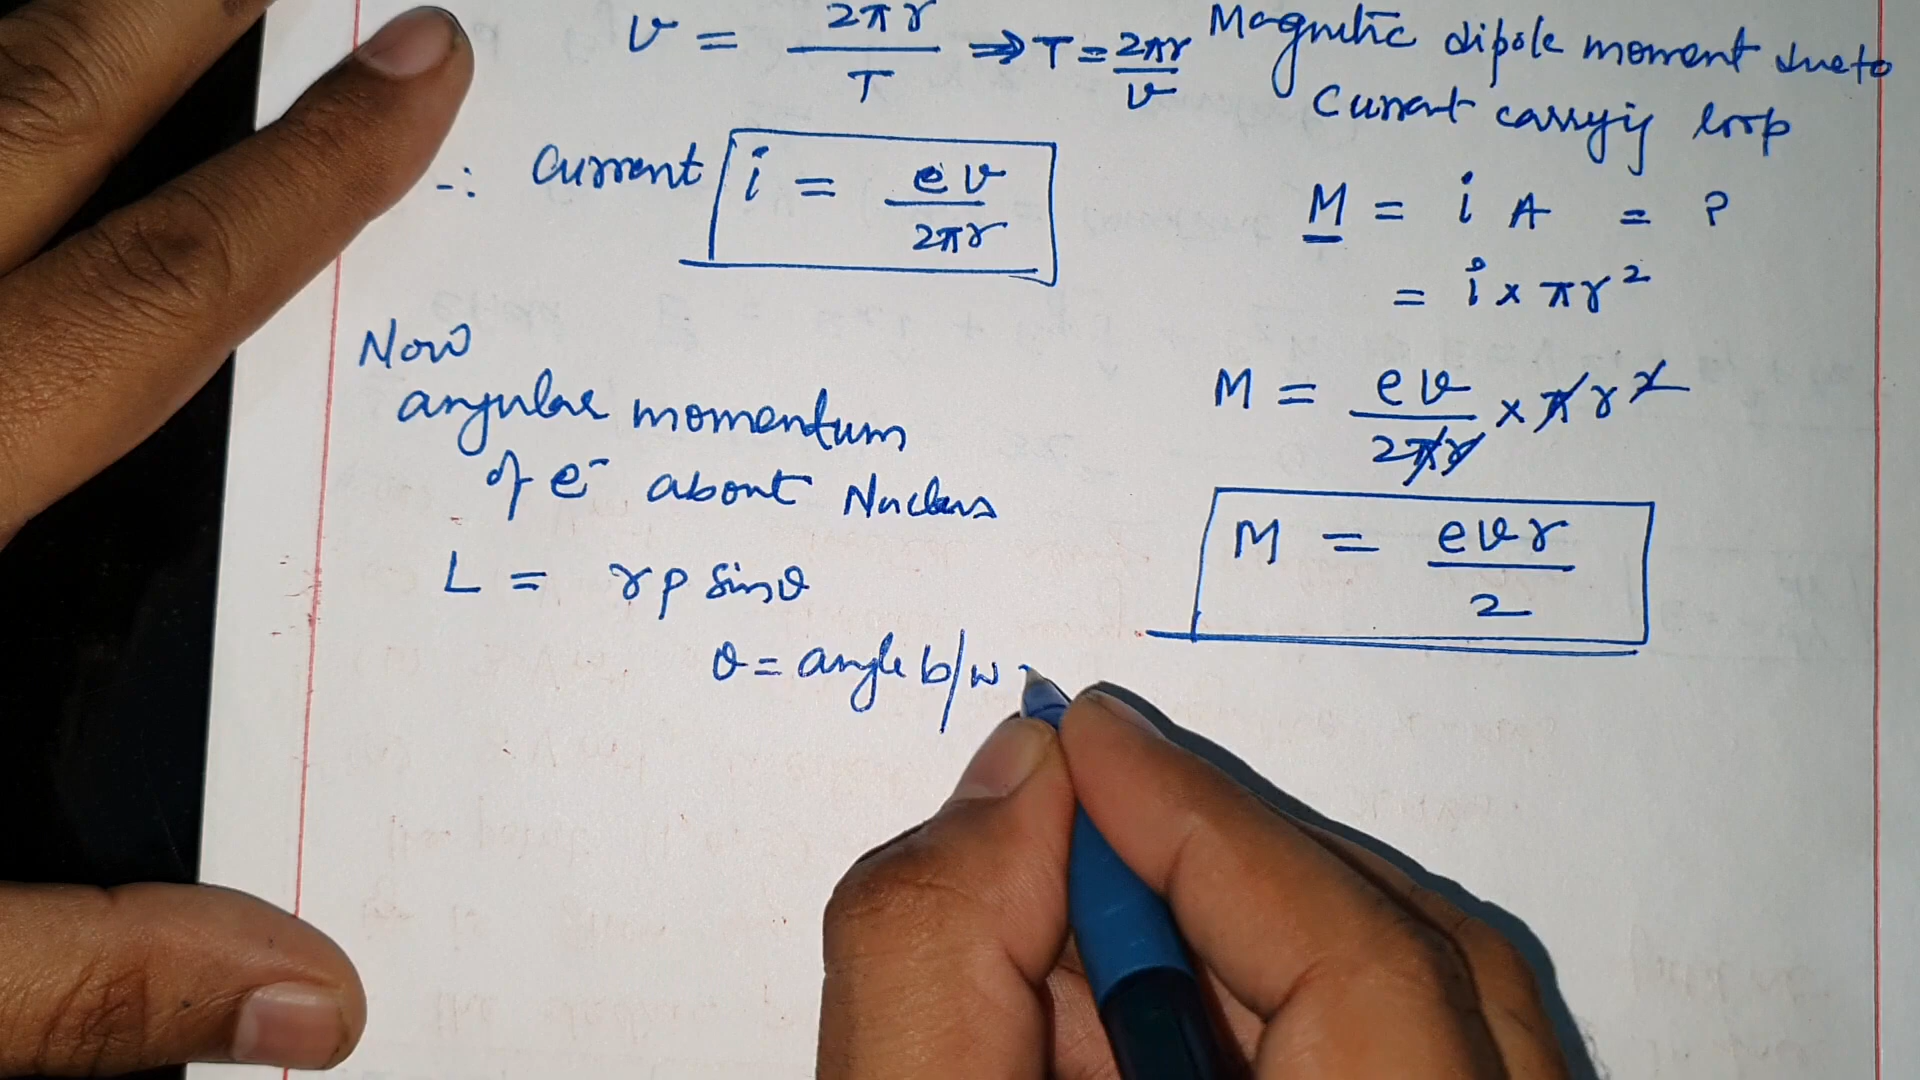 v = 2πr / T ⇒ T = 2πr / v
∴ current i = ev / 2πr
Now
angular momentum
of e⁻ about Nucleus
L = rp sinθ
θ = angle b/w
Magnetic dipole moment due to
Current carrying loop
M = i A = ?
= i × πr²
M = ev / 2πr × πr²
M = evr / 2